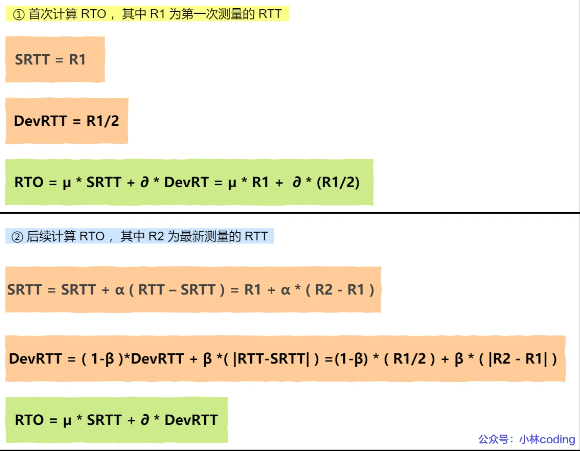 ① 首次计算 RTO ，其中 R1 为第一次测量的 RTT
SRTT = R1
DevRTT = R1/2
RTO = μ * SRTT + ∂ * DevRT = μ * R1 + ∂ * (R1/2)
② 后续计算 RTO ，其中 R2 为最新测量的 RTT
SRTT = SRTT + α ( RTT – SRTT ) = R1 + α * ( R2 - R1 )
DevRTT = ( 1-β )*DevRTT + β *( |RTT-SRTT| ) =(1-β) * ( R1/2 ) + β * ( |R2 - R1| )
RTO = μ * SRTT + ∂ * DevRTT
公众号：小林coding